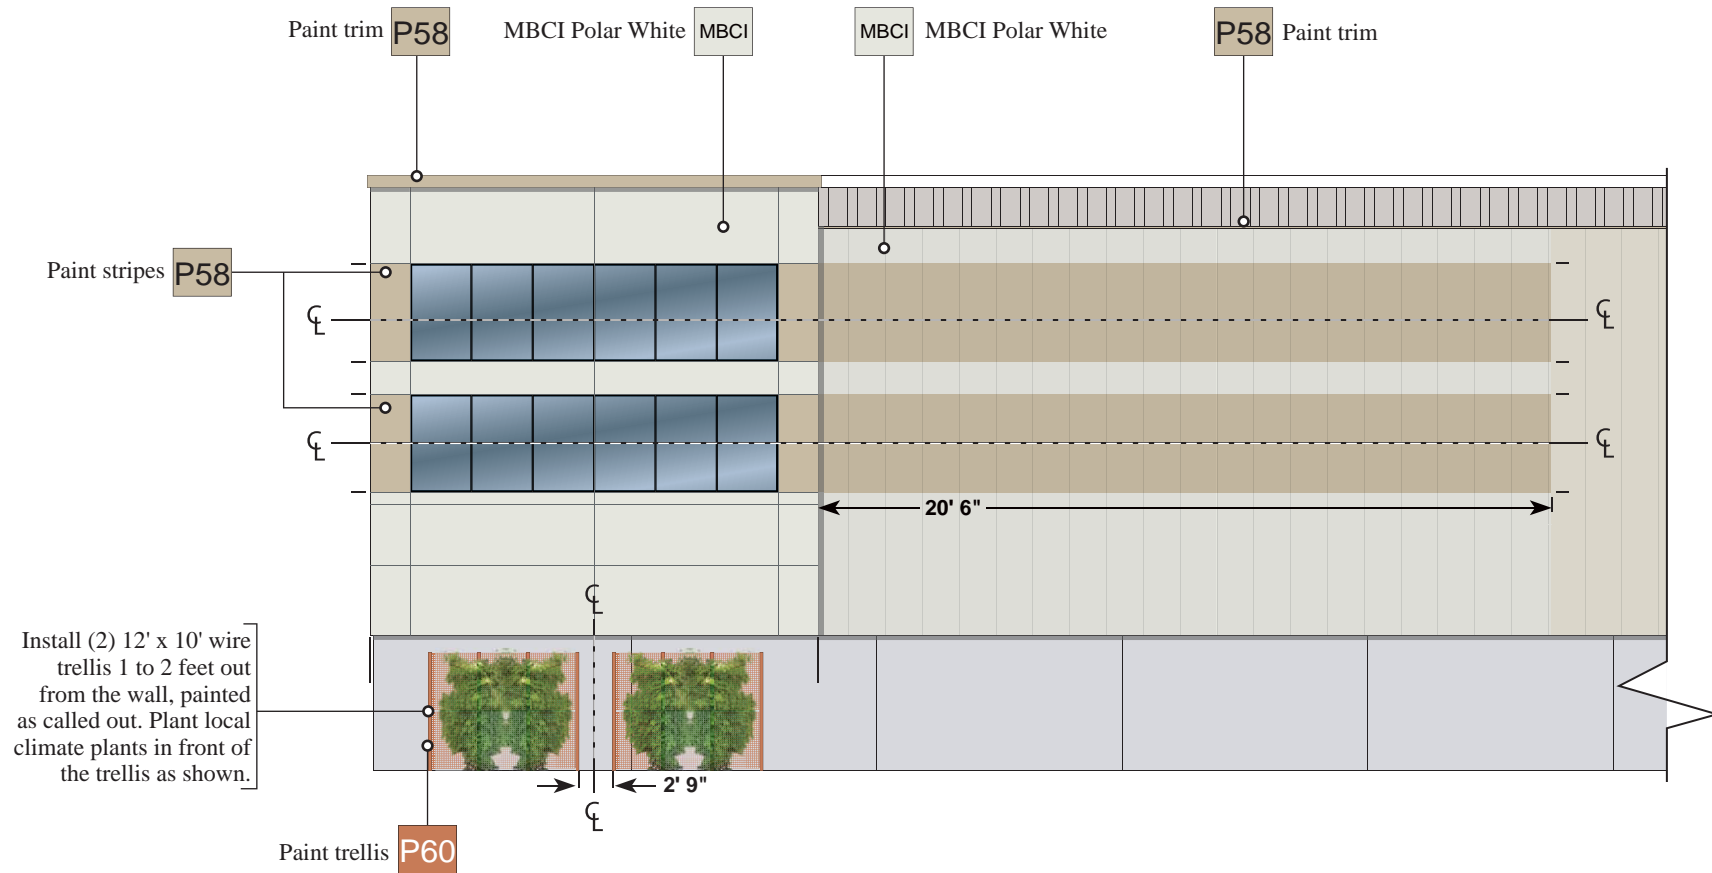 Paint trim P58
MBCI Polar White MBCI
MBCI MBCI Polar White
P58 Paint trim
Paint stripes P58
℄
℄
℄
℄
20' 6"
℄
Install (2) 12' x 10' wire
trellis 1 to 2 feet out
from the wall, painted
as called out. Plant local
climate plants in front of
the trellis as shown.
2' 9"
℄
Paint trellis P60